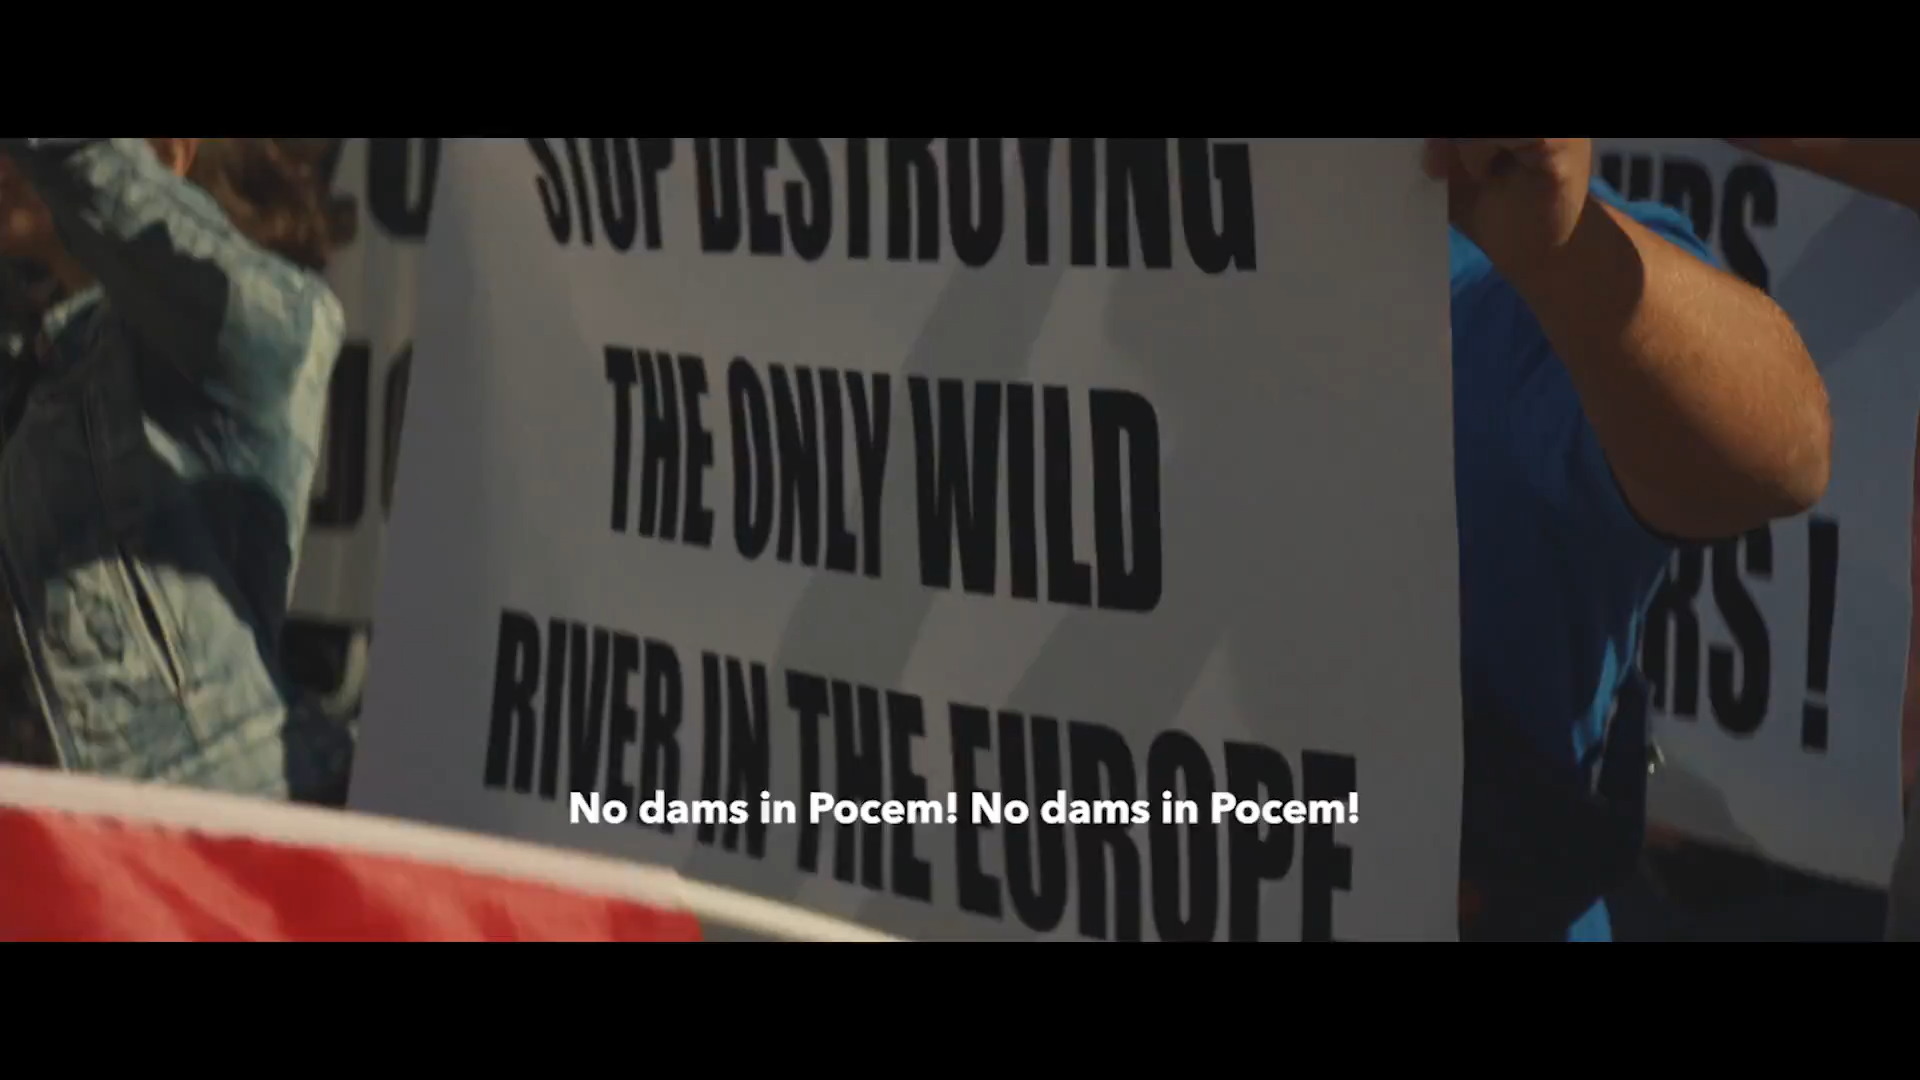 STOP DESTROYING
THE ONLY WILD
RIVER IN THE EUROPE
No dams in Pocem! No dams in Pocem!